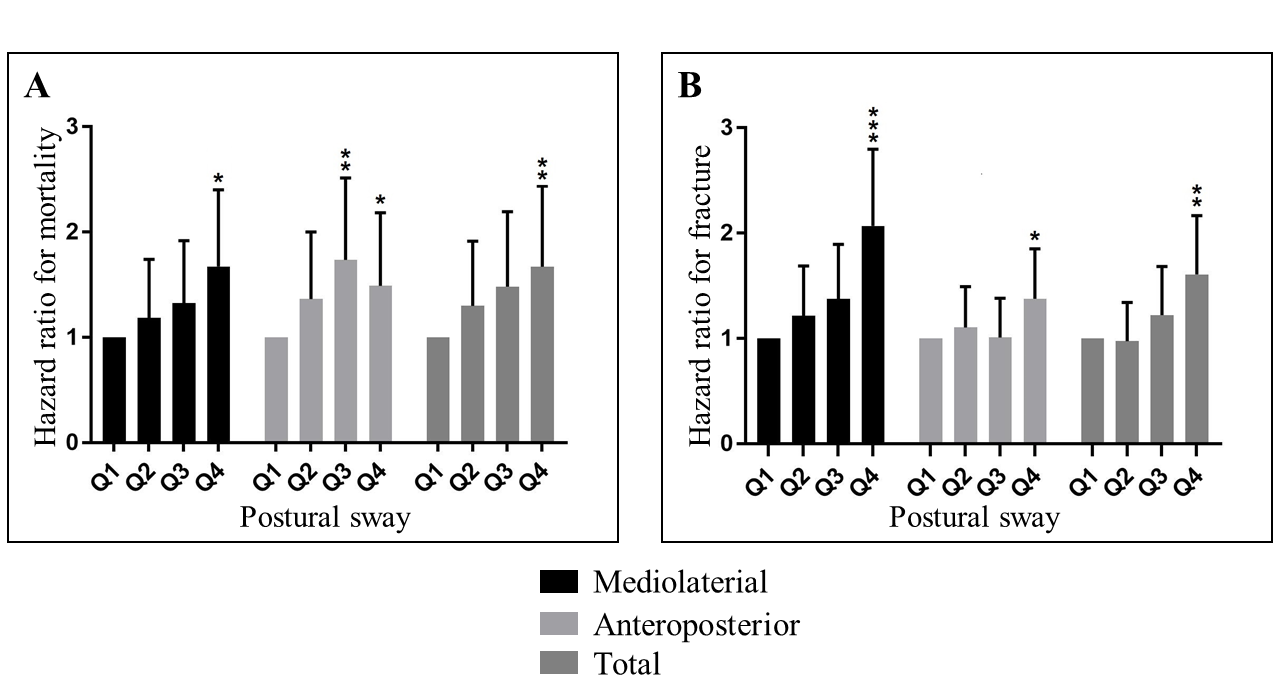 A
Hazard ratio for mortality
3
2
1
0
*
**
*
**
Q1 Q2 Q3 Q4 Q1 Q2 Q3 Q4 Q1 Q2 Q3 Q4
Postural sway
B
Hazard ratio for fracture
3
2
1
0
***
*
**
Q1 Q2 Q3 Q4 Q1 Q2 Q3 Q4 Q1 Q2 Q3 Q4
Postural sway
Mediolaterial
Anteroposterior
Total